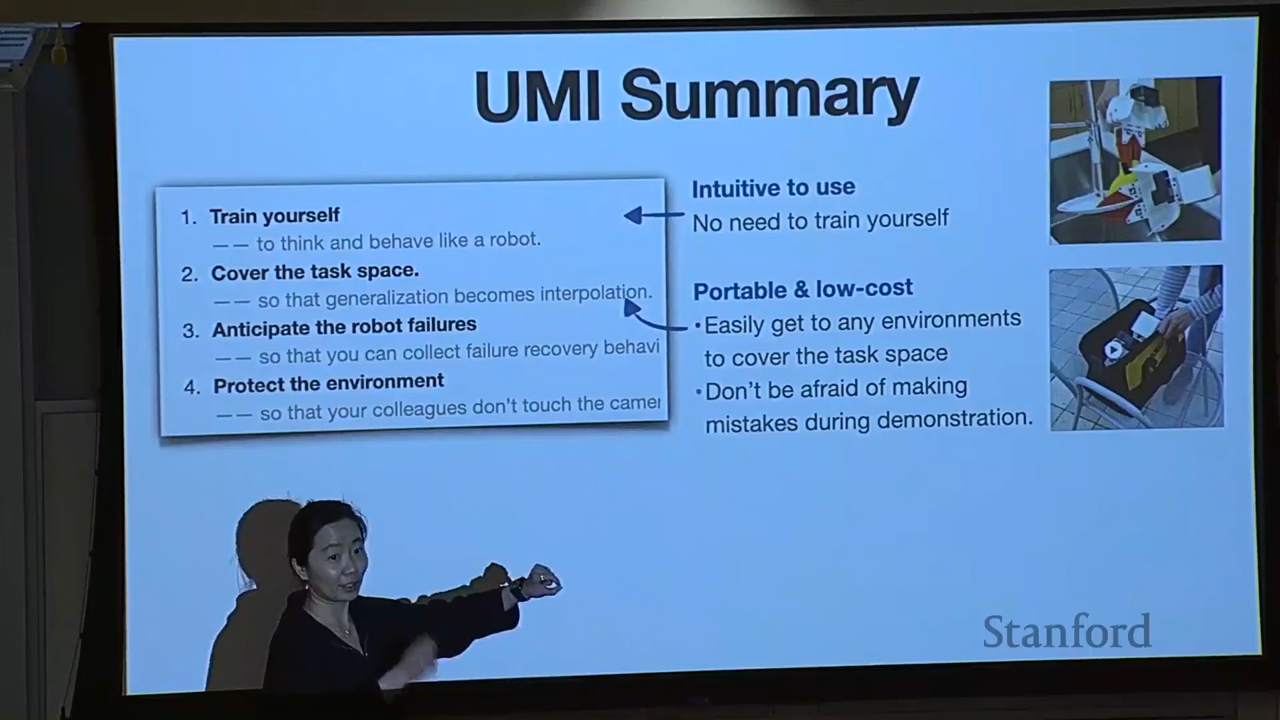 UMI Summary
1. Train yourself
—— to think and behave like a robot.
2. Cover the task space.
—— so that generalization becomes interpolation.
3. Anticipate the robot failures
—— so that you can collect failure recovery behavi
4. Protect the environment
—— so that your colleagues don't touch the camer
Intuitive to use
No need to train yourself
Portable & low-cost
•Easily get to any environments
to cover the task space
•Don't be afraid of making
mistakes during demonstration.
Stanford